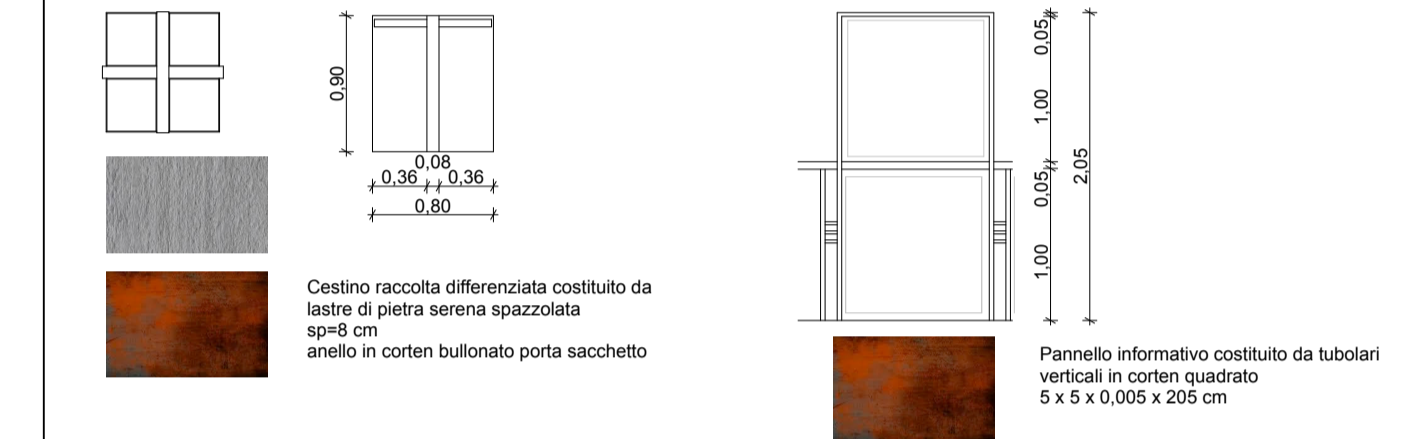 0,90
0,08
0,36
0,36
0,80
Cestino raccolta differenziata costituito da
lastre di pietra serena spazzolata
sp=8 cm
anello in corten bullonato porta sacchetto
0,05
1,00
0,05
1,00
2,05
Pannello informativo costituito da tubolari
verticali in corten quadrato
5 x 5 x 0,005 x 205 cm